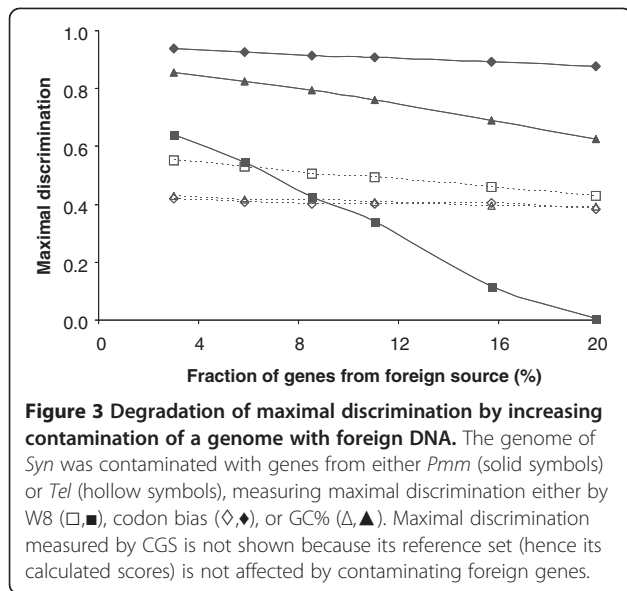 1.0
0.8
0.6
0.4
0.2
0.0
Maximal discrimination
0 4 8 12 16 20
Fraction of genes from foreign source (%)
Figure 3 Degradation of maximal discrimination by increasing
contamination of a genome with foreign DNA. The genome of
Syn was contaminated with genes from either Pmm (solid symbols)
or Tel (hollow symbols), measuring maximal discrimination either by
W8 (□,■), codon bias (◊,♦), or GC% (Δ,▲). Maximal discrimination
measured by CGS is not shown because its reference set (hence its
calculated scores) is not affected by contaminating foreign genes.